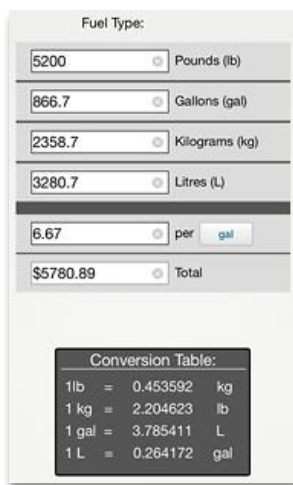 Fuel Type:
5200 Pounds (lb)
866.7 Gallons (gal)
2358.7 Kilograms (kg)
3280.7 Litres (L)
6.67 per gal
$5780.89 Total
Conversion Table:
1lb = 0.453592 kg
1 kg = 2.204623 lb
1 gal = 3.785411 L
1 L = 0.264172 gal